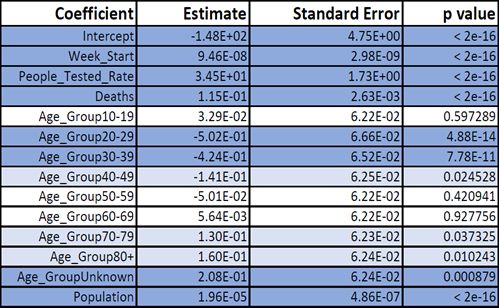 Coefficient Estimate Standard Error p value
Intercept -1.48E+02 4.75E+00 < 2e-16
Week_Start 9.46E-08 2.98E-09 < 2e-16
People_Tested_Rate 3.45E+01 1.73E+00 < 2e-16
Deaths 1.15E-01 2.63E-03 < 2e-16
Age_Group10-19 3.29E-02 6.22E-02 0.597289
Age_Group20-29 -5.02E-01 6.66E-02 4.88E-14
Age_Group30-39 -4.24E-01 6.52E-02 7.78E-11
Age_Group40-49 -1.41E-01 6.25E-02 0.024528
Age_Group50-59 -5.01E-02 6.22E-02 0.420941
Age_Group60-69 5.64E-03 6.22E-02 0.927756
Age_Group70-79 1.30E-01 6.23E-02 0.037325
Age_Group80+ 1.60E-01 6.24E-02 0.010243
Age_GroupUnknown 2.08E-01 6.24E-02 0.000879
Population 1.96E-05 4.86E-07 < 2e-16